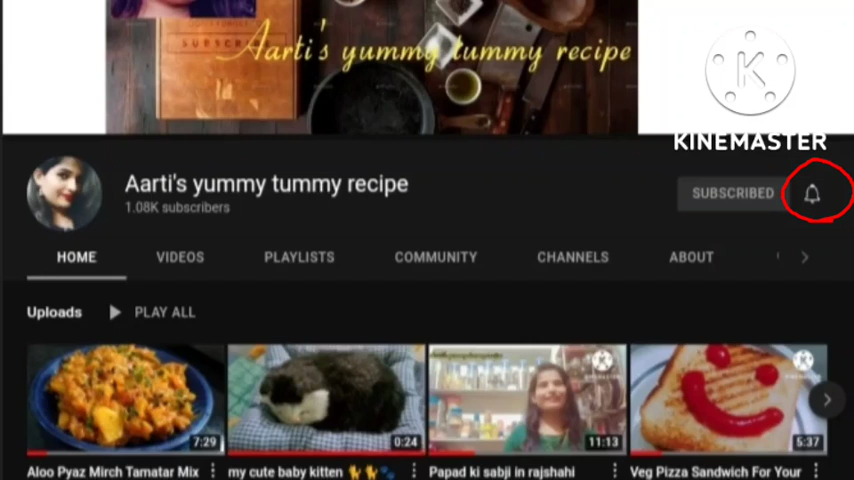 SUBSCRIBE
Aarti's yummy tummy recipe
KINEMASTER
Aarti's yummy tummy recipe
1.08K subscribers
SUBSCRIBED
HOME VIDEOS PLAYLISTS COMMUNITY CHANNELS ABOUT
Uploads PLAY ALL
7:29 0:24 11:13 5:37
Aloo Pyaz Mirch Tamatar Mix my cute baby kitten 🐈🐈🐾 Papad ki sabji in rajshahi Veg Pizza Sandwich For Your